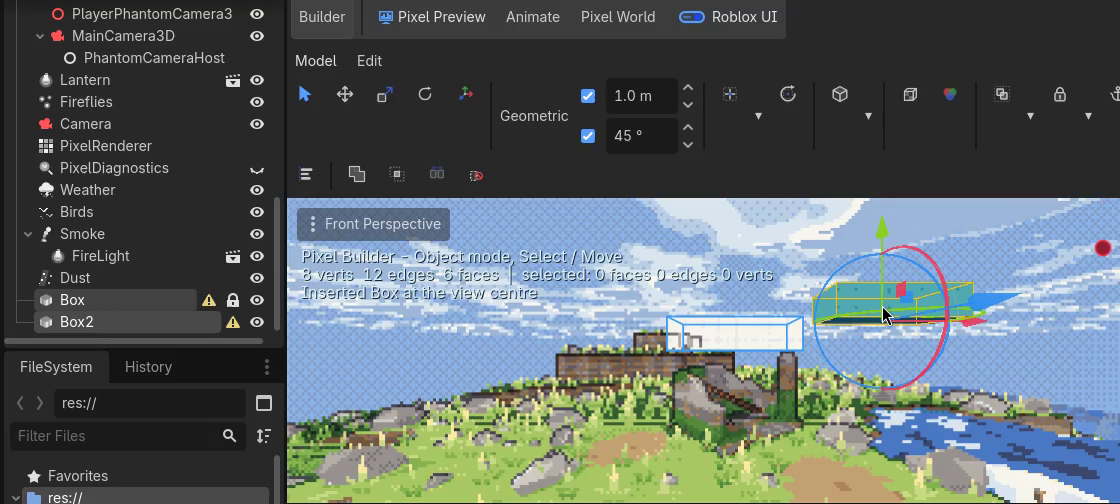 PlayerPhantomCamera3
MainCamera3D
PhantomCameraHost
Lantern
Fireflies
Camera
PixelRenderer
PixelDiagnostics
Weather
Birds
Smoke
FireLight
Dust
Box
Box2
FileSystem History
res://
Filter Files
Favorites
res://
Builder Pixel Preview Animate Pixel World Roblox UI
Model Edit
Geometric 1.0 m
45 °
Front Perspective
Pixel Builder - Object mode, Select / Move
8 verts 12 edges 6 faces | selected: 0 faces 0 edges 0 verts
Inserted Box at the view centre